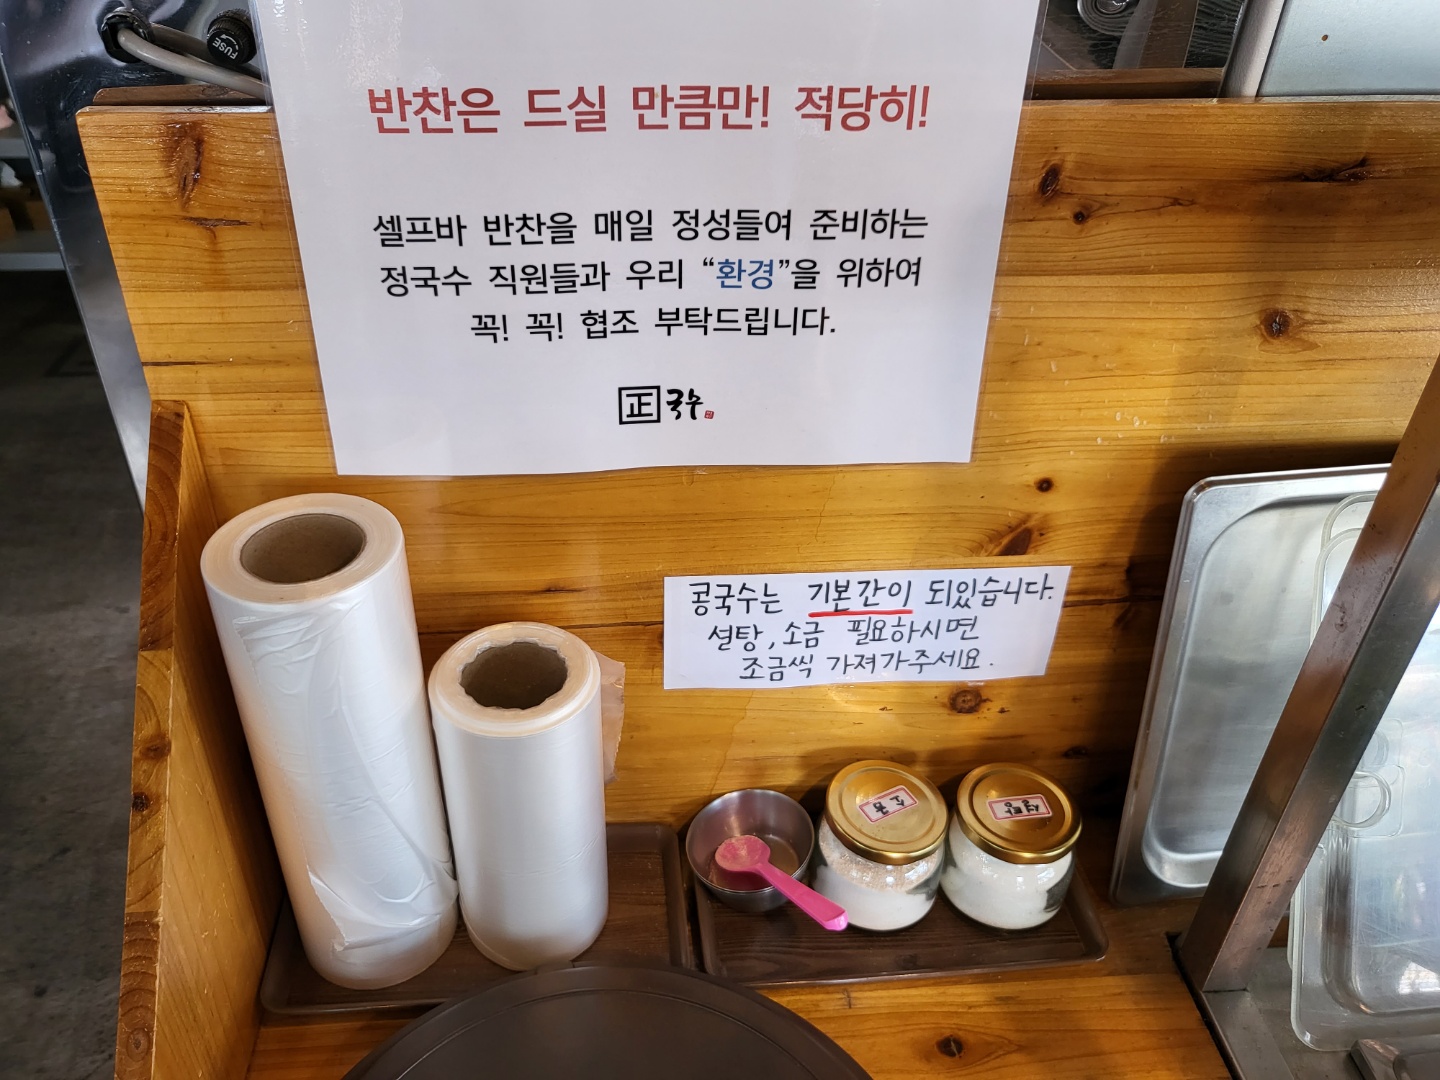 FUSE
반찬은 드실 만큼만! 적당히!
셀프바 반찬을 매일 정성들여 준비하는
정국수 직원들과 우리 “환경”을 위하여
꼭! 꼭! 협조 부탁드립니다.
正국수
콩국수는 기본간이 되있습니다.
설탕, 소금 필요하시면
조금씩 가져가주세요.
소금
설탕